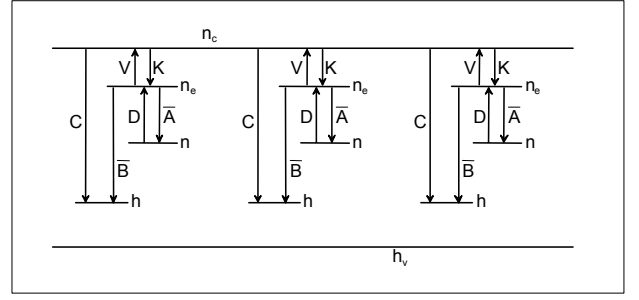 n_c
V K V K V K
n_e n_e n_e
C D A̅ C D A̅ C D A̅
n n n
B̅ B̅ B̅
h h h
h_v